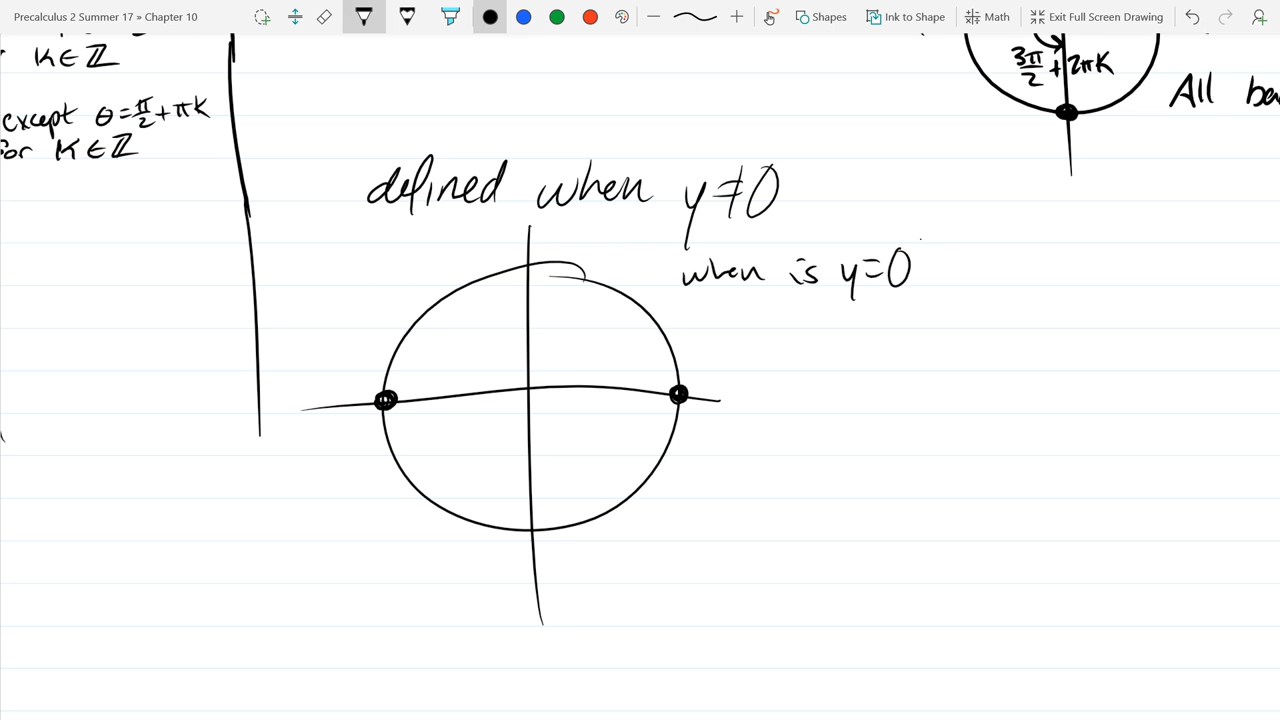 Precalculus 2 Summer 17 » Chapter 10
Shapes
Ink to Shape
Math
Exit Full Screen Drawing
K∈ℤ
except θ=π/2+πK
for K∈ℤ
3π/2+2πK
All
defined when y≠0
when is y=0